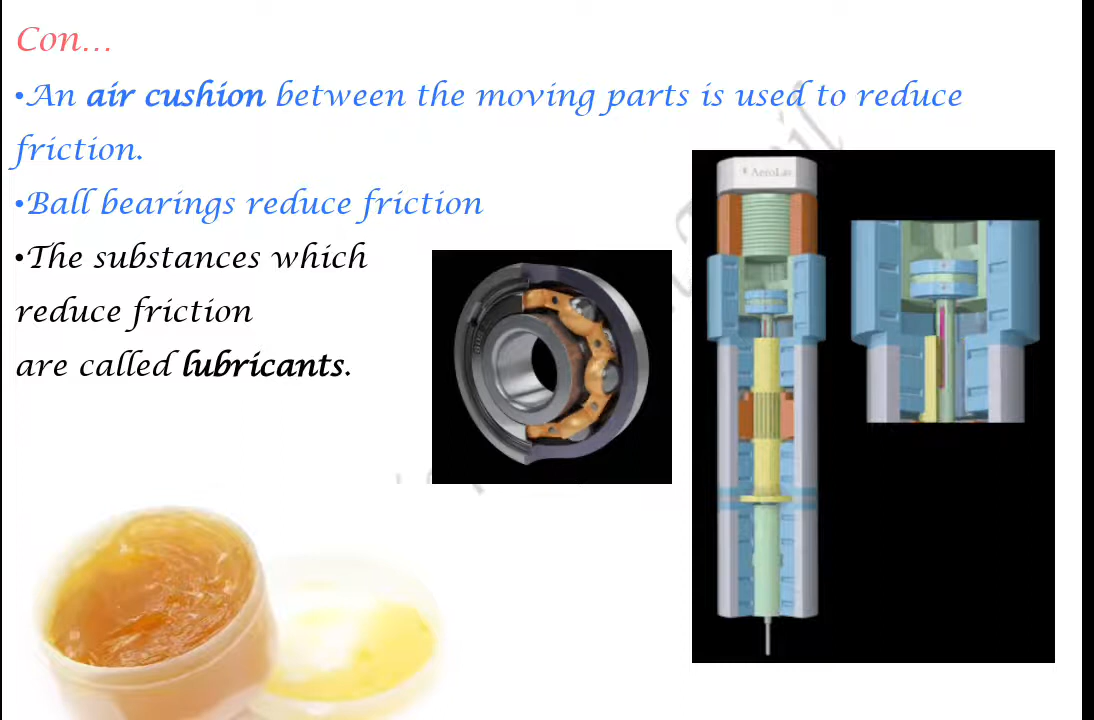 Con...
•An air cushion between the moving parts is used to reduce
friction.
•Ball bearings reduce friction
•The substances which
reduce friction
are called lubricants.